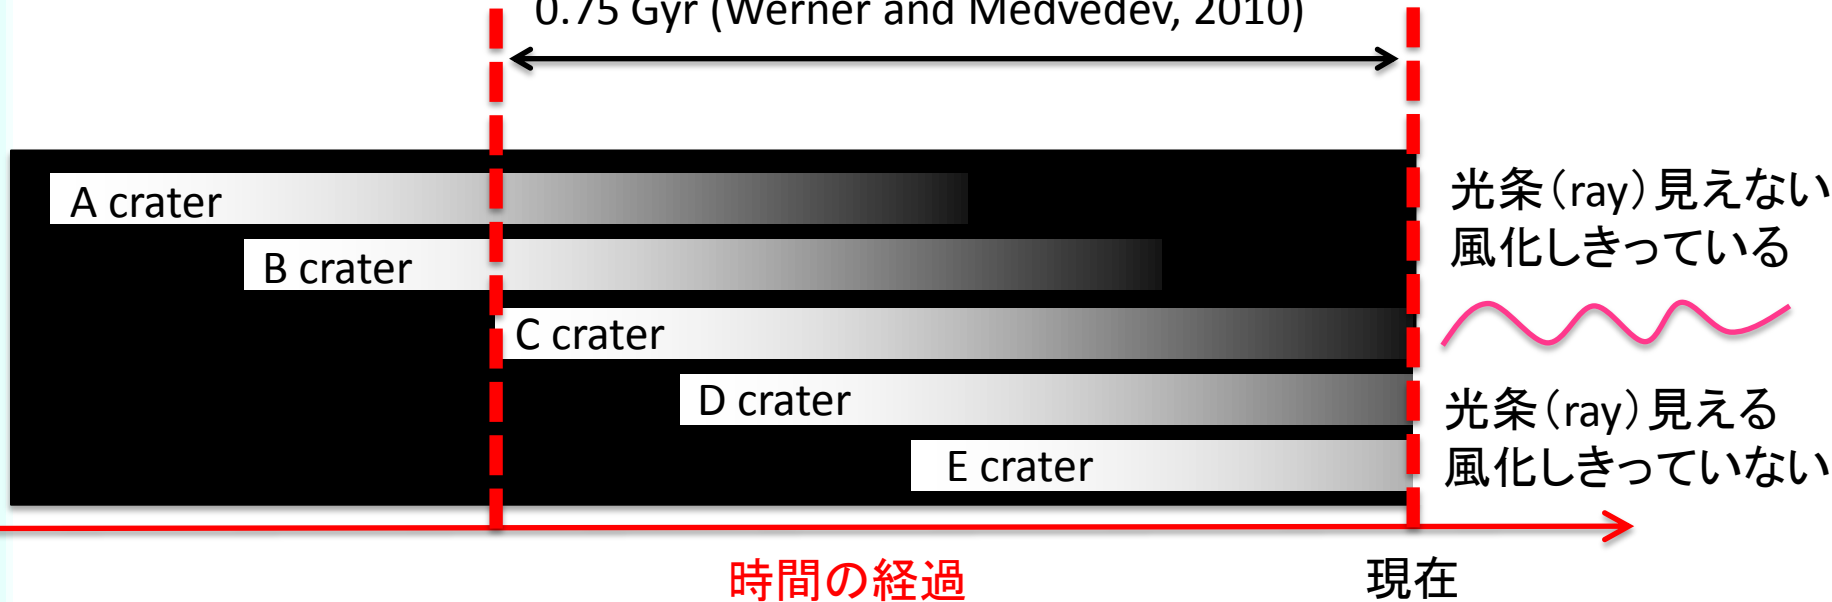 0.75 Gyr (Werner and Medvedev, 2010)
A crater
B crater
C crater
D crater
E crater
光条（ray）見えない
風化しきっている
光条（ray）見える
風化しきっていない
時間の経過
現在